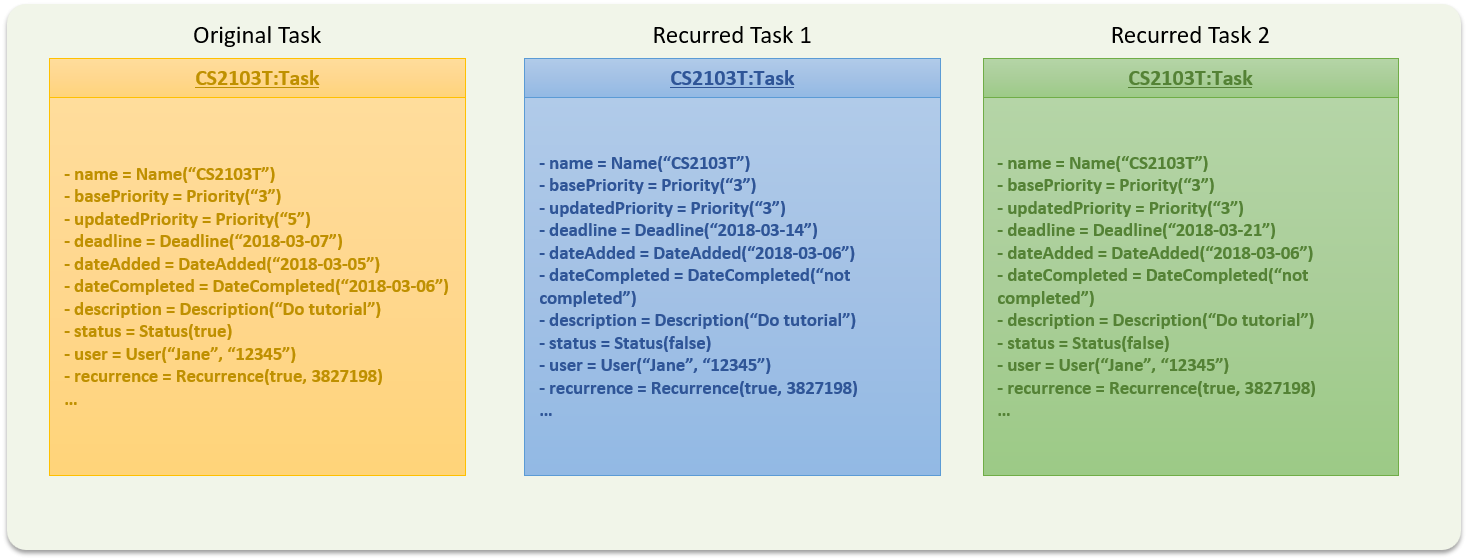 Original Task
CS2103T:Task
- name = Name(“CS2103T”)
- basePriority = Priority(“3”)
- updatedPriority = Priority(“5”)
- deadline = Deadline(“2018-03-07”)
- dateAdded = DateAdded(“2018-03-05”)
- dateCompleted = DateCompleted(“2018-03-06”)
- description = Description(“Do tutorial”)
- status = Status(true)
- user = User(“Jane”, “12345”)
- recurrence = Recurrence(true, 3827198)
...
Recurred Task 1
CS2103T:Task
- name = Name(“CS2103T”)
- basePriority = Priority(“3”)
- updatedPriority = Priority(“3”)
- deadline = Deadline(“2018-03-14”)
- dateAdded = DateAdded(“2018-03-06”)
- dateCompleted = DateCompleted(“not
completed”)
- description = Description(“Do tutorial”)
- status = Status(false)
- user = User(“Jane”, “12345”)
- recurrence = Recurrence(true, 3827198)
...
Recurred Task 2
CS2103T:Task
- name = Name(“CS2103T”)
- basePriority = Priority(“3”)
- updatedPriority = Priority(“3”)
- deadline = Deadline(“2018-03-21”)
- dateAdded = DateAdded(“2018-03-06”)
- dateCompleted = DateCompleted(“not
completed”)
- description = Description(“Do tutorial”)
- status = Status(false)
- user = User(“Jane”, “12345”)
- recurrence = Recurrence(true, 3827198)
...